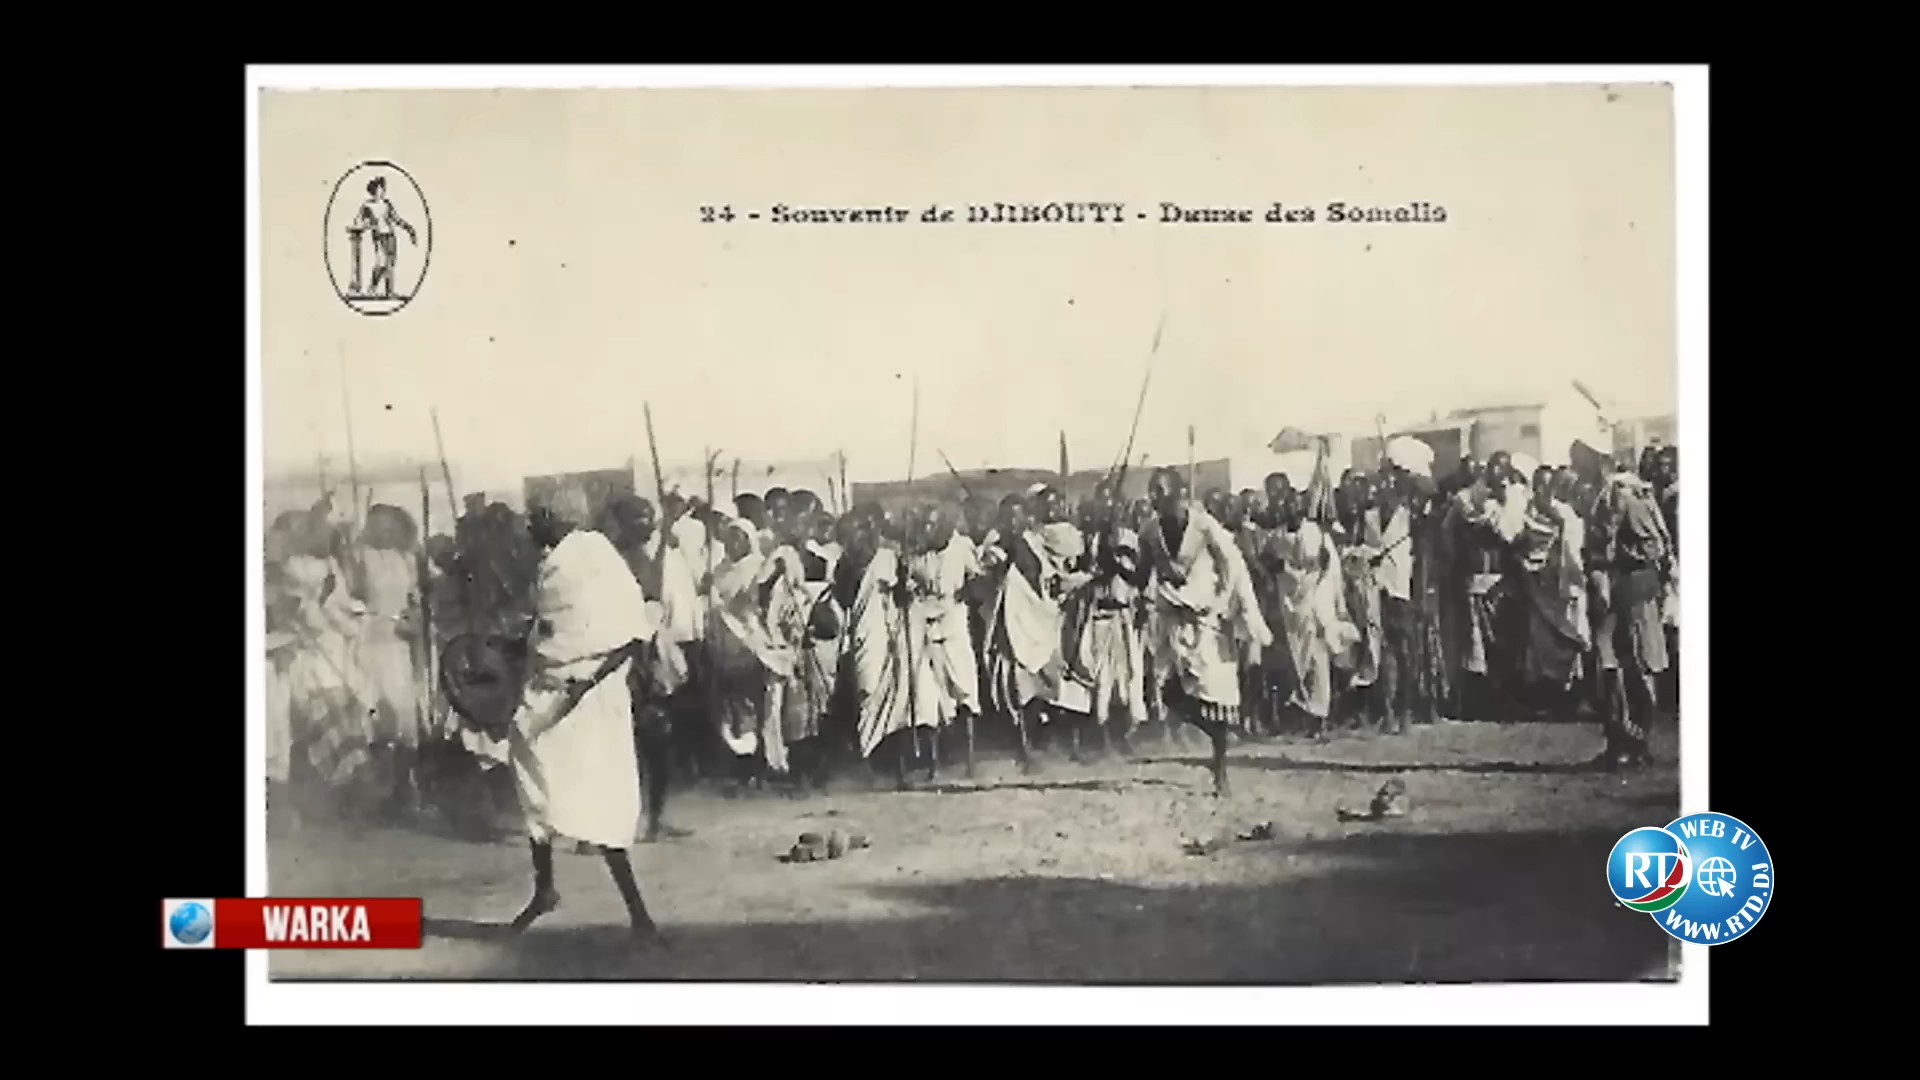 24 - Souvenir de DJIBOUTI - Danse des Somalis
WARKA
WEB TV
RTD
WWW.RTD.DJ